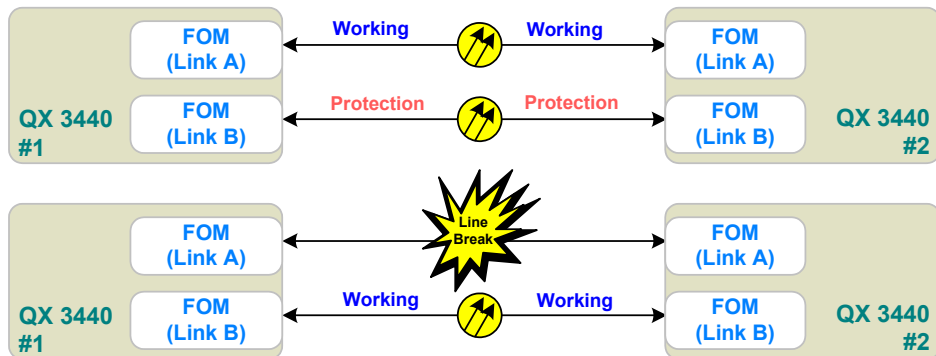 FOM
(Link A)
Working
Working
FOM
(Link A)
QX 3440
#1
FOM
(Link B)
Protection
Protection
FOM
(Link B)
QX 3440
#2
FOM
(Link A)
Line
Break
FOM
(Link A)
QX 3440
#1
FOM
(Link B)
Working
Working
FOM
(Link B)
QX 3440
#2